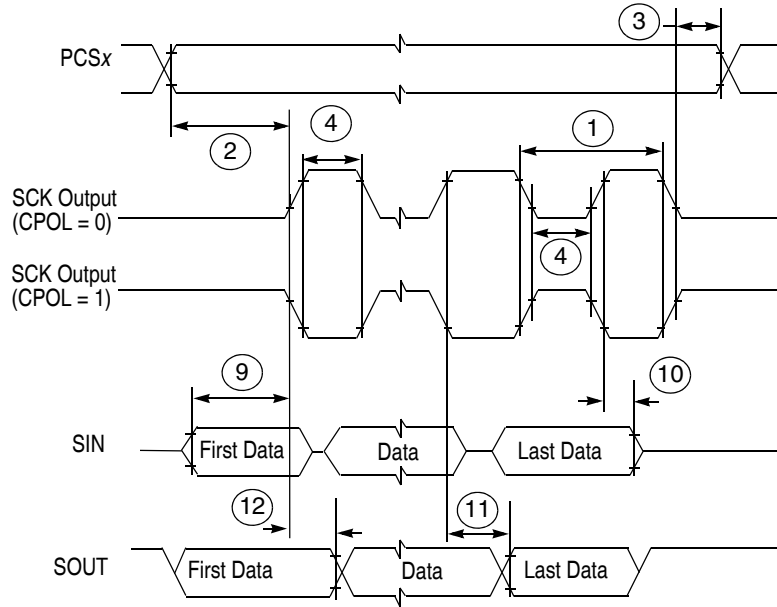 3
PCSx
2
4
1
SCK Output
(CPOL = 0)
4
SCK Output
(CPOL = 1)
9
10
SIN
First Data
Data
Last Data
12
11
SOUT
First Data
Data
Last Data